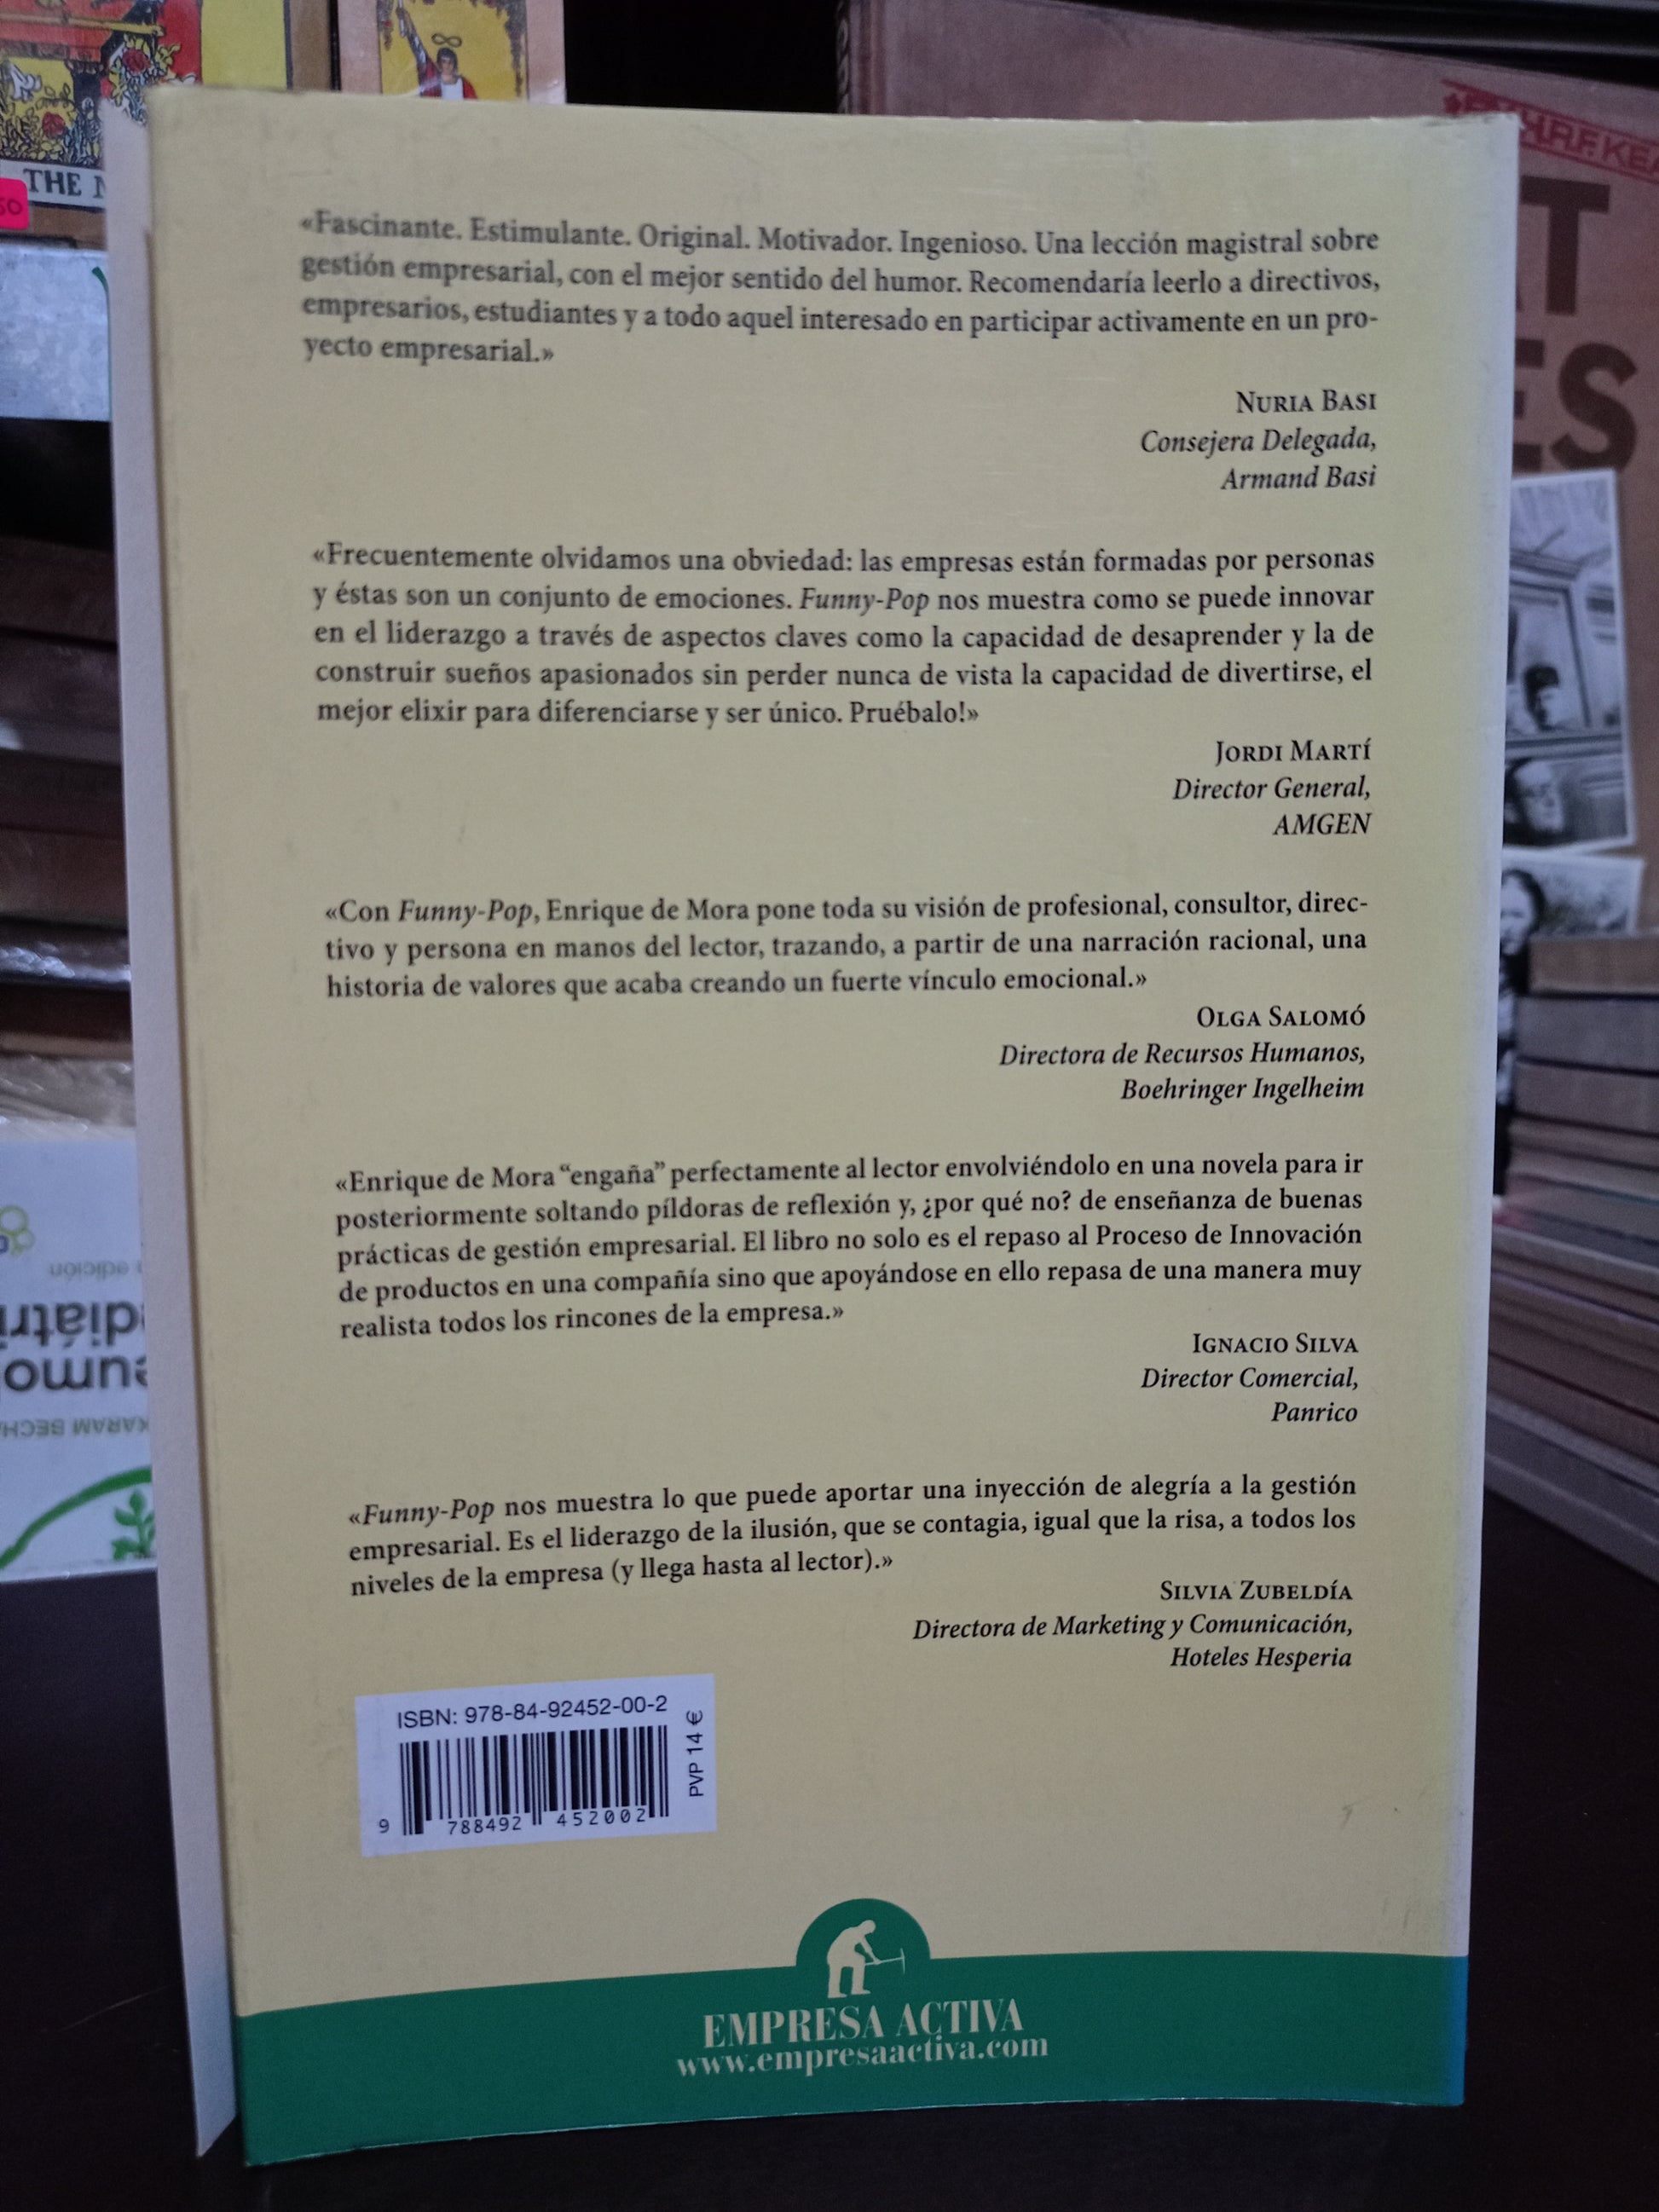 «Fascinante. Estimulante. Original. Motivador. Ingenioso. Una lección magistral sobre
gestión empresarial, con el mejor sentido del humor. Recomendaría leerlo a directivos,
empresarios, estudiantes y a todo aquel interesado en participar activamente en un pro-
yecto empresarial.»
NURIA BASI
Consejera Delegada,
Armand Basi
«Frecuentemente olvidamos una obviedad: las empresas están formadas por personas
y éstas son un conjunto de emociones. Funny-Pop nos muestra como se puede innovar
en el liderazgo a través de aspectos claves como la capacidad de desaprender y la de
construir sueños apasionados sin perder nunca de vista la capacidad de divertirse, el
mejor elixir para diferenciarse y ser único. Pruébalo!»
JORDI MARTÍ
Director General,
AMGEN
«Con Funny-Pop, Enrique de Mora pone toda su visión de profesional, consultor, direc-
tivo y persona en manos del lector, trazando, a partir de una narración racional, una
historia de valores que acaba creando un fuerte vínculo emocional.»
OLGA SALOMÓ
Directora de Recursos Humanos,
Boehringer Ingelheim
«Enrique de Mora “engaña” perfectamente al lector envolviéndolo en una novela para ir
posteriormente soltando píldoras de reflexión y, ¿por qué no? de enseñanza de buenas
prácticas de gestión empresarial. El libro no solo es el repaso al Proceso de Innovación
de productos en una compañía sino que apoyándose en ello repasa de una manera muy
realista todos los rincones de la empresa.»
IGNACIO SILVA
Director Comercial,
Panrico
«Funny-Pop nos muestra lo que puede aportar una inyección de alegría a la gestión
empresarial. Es el liderazgo de la ilusión, que se contagia, igual que la risa, a todos los
niveles de la empresa (y llega hasta al lector).»
SILVIA ZUBELDÍA
Directora de Marketing y Comunicación,
Hoteles Hesperia
ISBN: 978-84-92452-00-2
PVP 14 €
9 788492 452002
EMPRESA ACTIVA
www.empresaactiva.com
THE
KARAM
edición